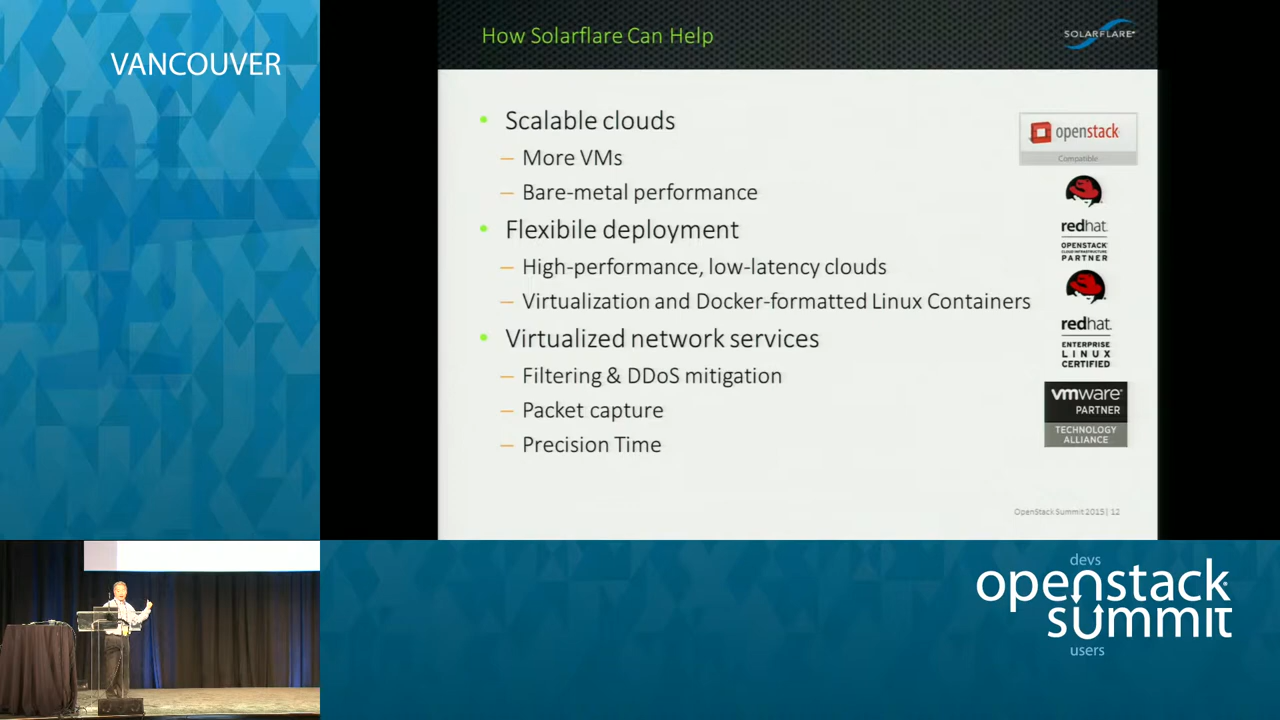 VANCOUVER
How Solarflare Can Help
SOLARFLARE
• Scalable clouds
– More VMs
– Bare-metal performance
• Flexibile deployment
– High-performance, low-latency clouds
– Virtualization and Docker-formatted Linux Containers
• Virtualized network services
– Filtering & DDoS mitigation
– Packet capture
– Precision Time
openstack
Compatible
redhat.
OPENSTACK
CLOUD INFRASTRUCTURE
PARTNER
redhat.
ENTERPRISE
LINUX
CERTIFIED
vmware®
PARTNER
TECHNOLOGY
ALLIANCE
OpenStack Summit 2015| 12
devs
openstack
summit
users